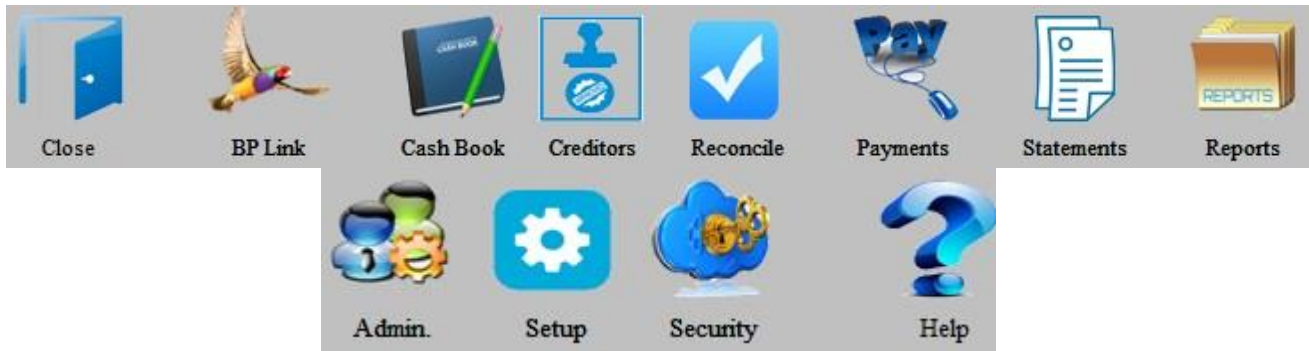 Pay
CASH BOOK
REPORTS
Close BP Link Cash Book Creditors Reconcile Payments Statements Reports
Admin. Setup Security Help